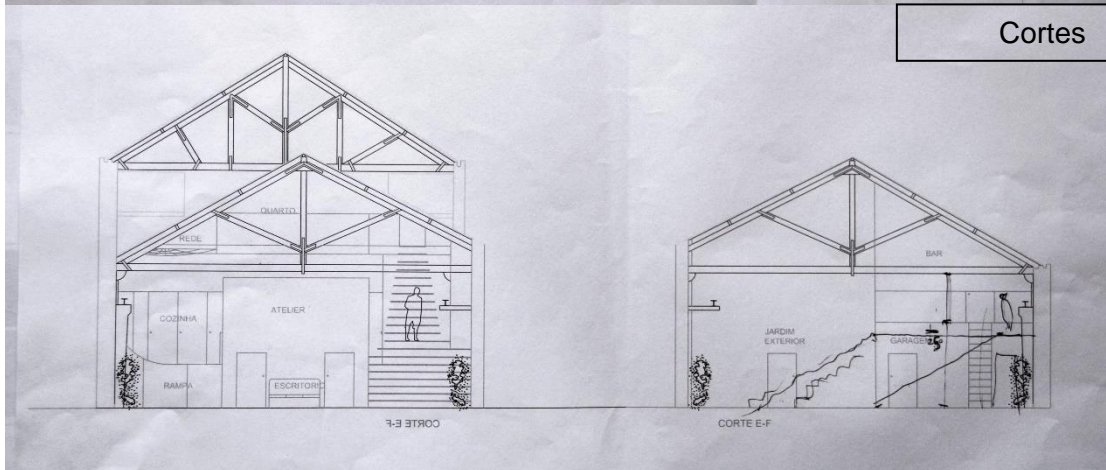 Cortes
QUARTO
REDE
COZINHA
ATELIER
RAMPA
ESCRITORIO
CORTE E-F
BAR
JARDIM
EXTERIOR
GARAGEM
CORTE E-F